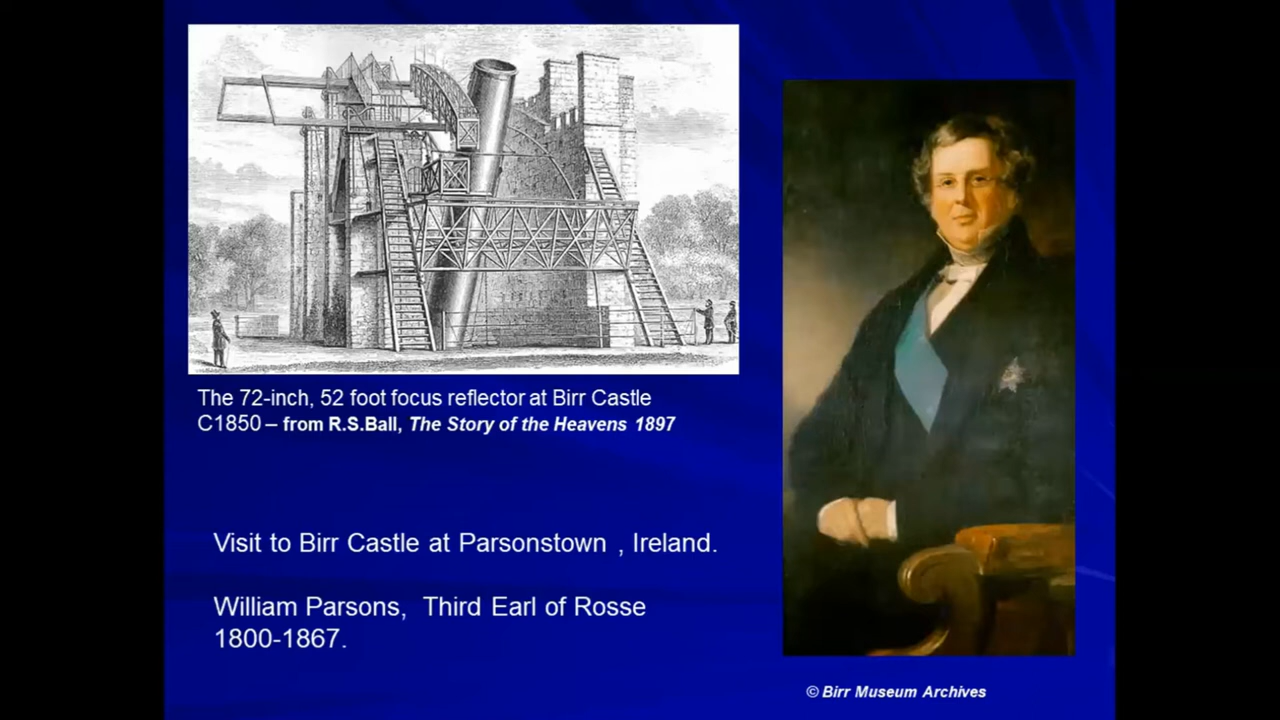 The 72-inch, 52 foot focus reflector at Birr Castle
C1850 – from R.S.Ball, The Story of the Heavens 1897
Visit to Birr Castle at Parsonstown , Ireland.
William Parsons, Third Earl of Rosse
1800-1867.
© Birr Museum Archives